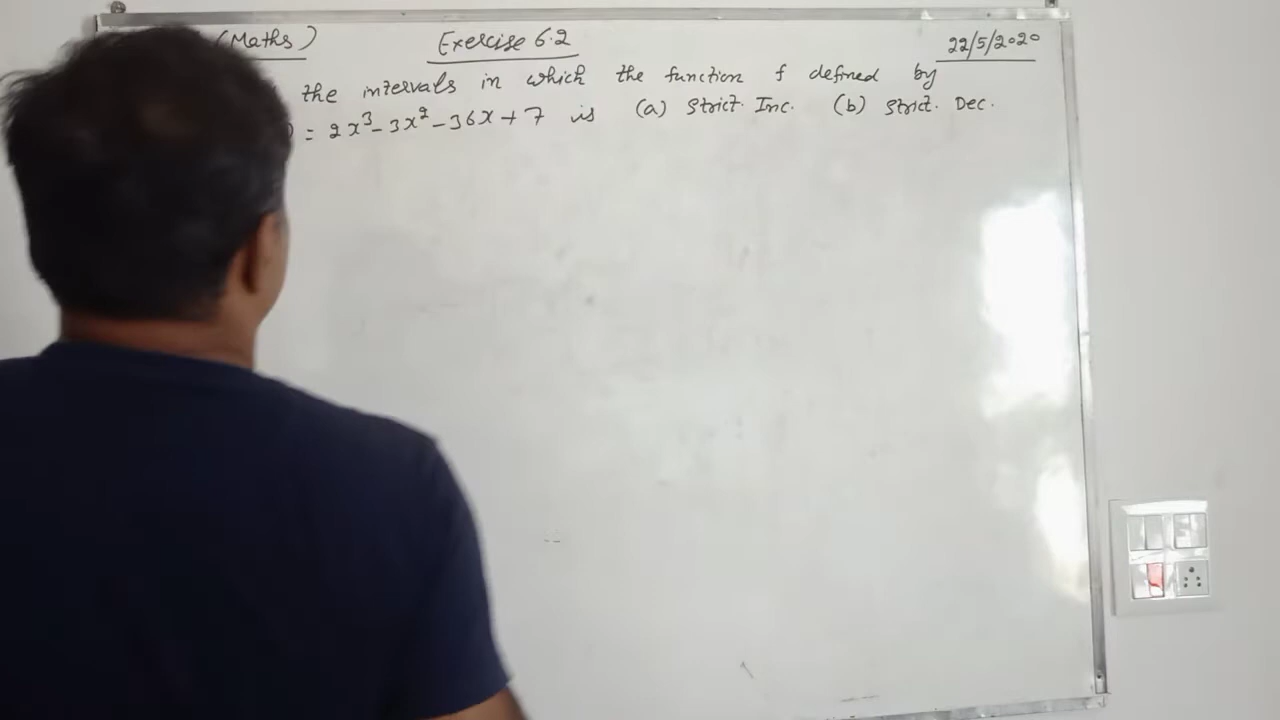 (Maths)
Exercise 6.2
22/5/2020
the intervals in which the function f defined by
) = 2x³-3x²-36x+7 is (a) Strict. Inc. (b) Strict. Dec.